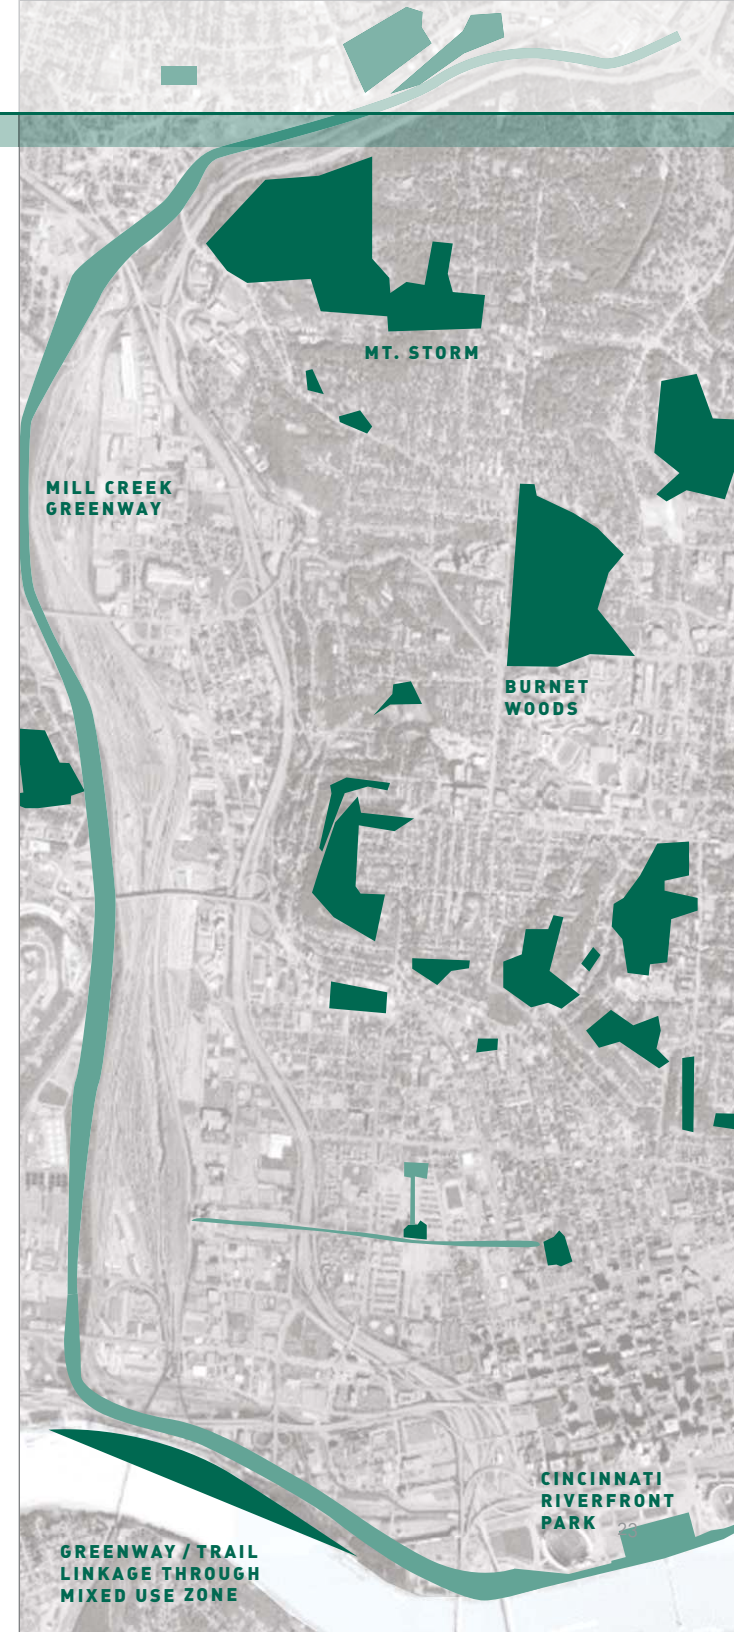 MT. STORM
MILL CREEK
GREENWAY
BURNET
WOODS
CINCINNATI
RIVERFRONT
PARK
GREENWAY / TRAIL
LINKAGE THROUGH
MIXED USE ZONE